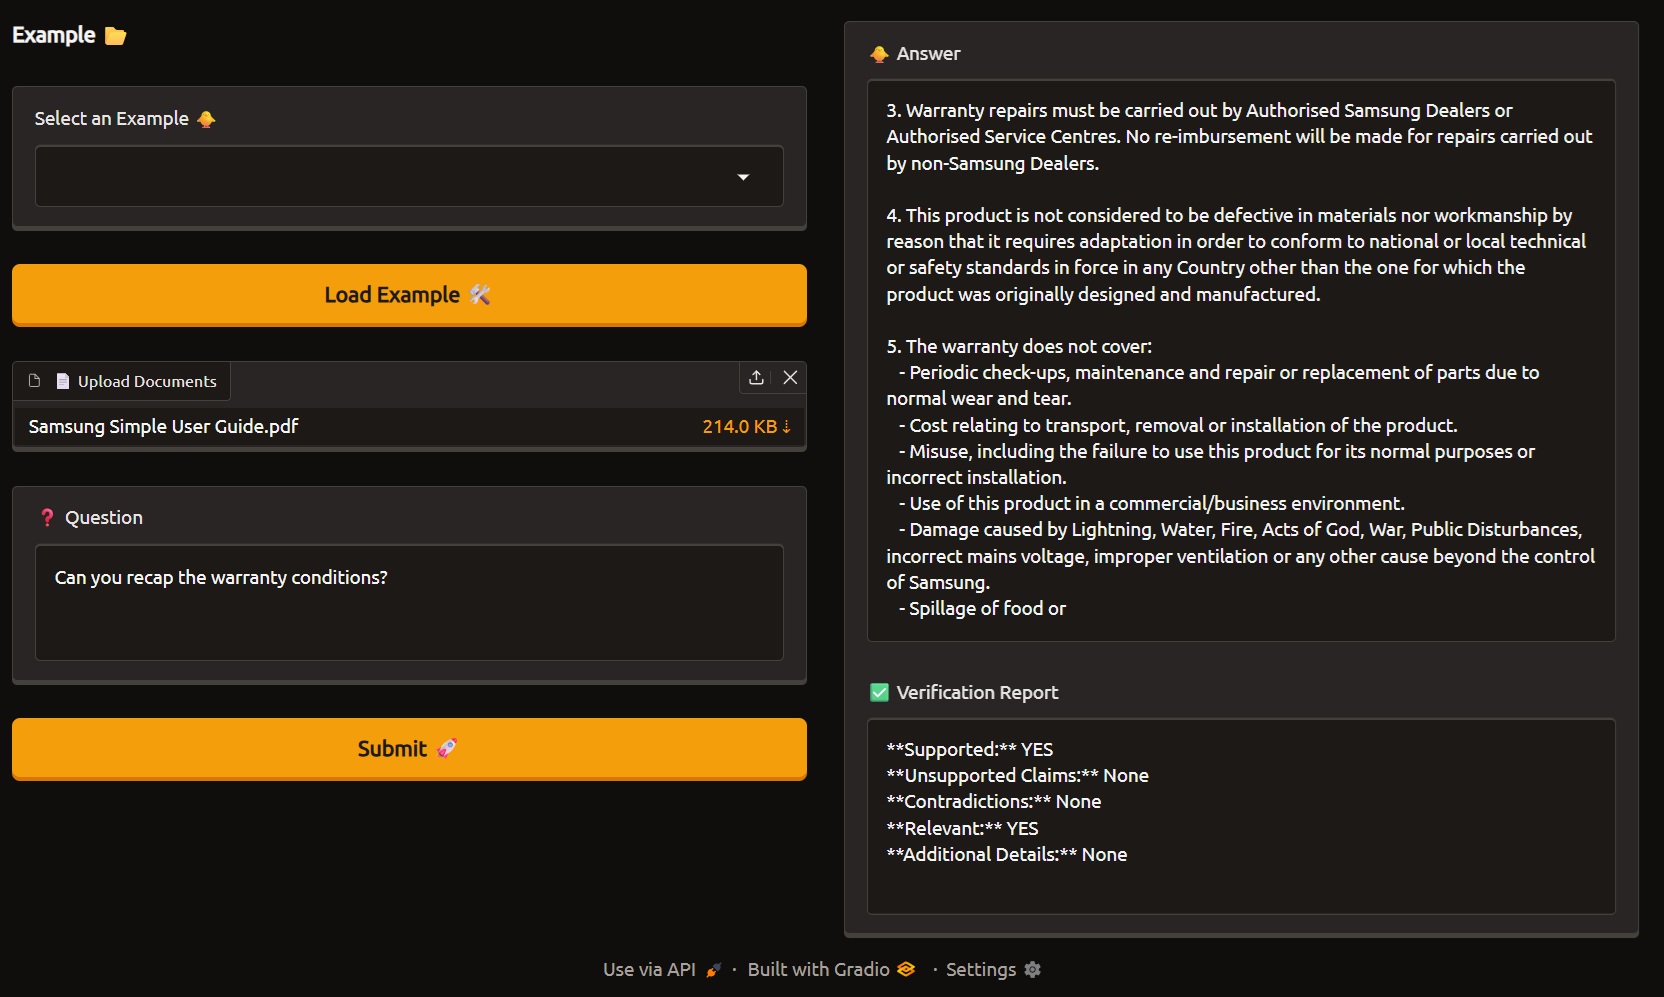 Example
Select an Example
Load Example
Upload Documents
Samsung Simple User Guide.pdf
214.0 KB ⇣
Question
Can you recap the warranty conditions?
Submit
Answer
3. Warranty repairs must be carried out by Authorised Samsung Dealers or
Authorised Service Centres. No re-imbursement will be made for repairs carried out
by non-Samsung Dealers.
4. This product is not considered to be defective in materials nor workmanship by
reason that it requires adaptation in order to conform to national or local technical
or safety standards in force in any Country other than the one for which the
product was originally designed and manufactured.
5. The warranty does not cover:
- Periodic check-ups, maintenance and repair or replacement of parts due to
normal wear and tear.
- Cost relating to transport, removal or installation of the product.
- Misuse, including the failure to use this product for its normal purposes or
incorrect installation.
- Use of this product in a commercial/business environment.
- Damage caused by Lightning, Water, Fire, Acts of God, War, Public Disturbances,
incorrect mains voltage, improper ventilation or any other cause beyond the control
of Samsung.
- Spillage of food or
Verification Report
**Supported:** YES
**Unsupported Claims:** None
**Contradictions:** None
**Relevant:** YES
**Additional Details:** None
Use via API · Built with Gradio · Settings